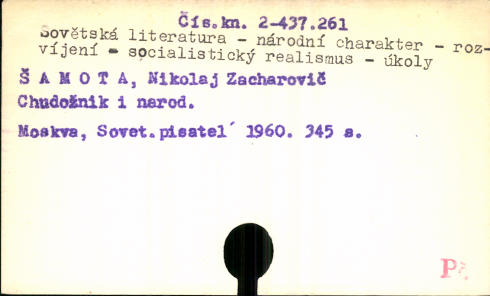 Čís.kn. 2-437.261
Sovětská literatura - národní charakter - roz-
víjení - socialistický realismus - úkoly
Š A M O T A, Nikolaj Zacharovič
Chudožnik i narod.
Moskva, Sovet.pisatel´ 1960. 345 s.
Př.